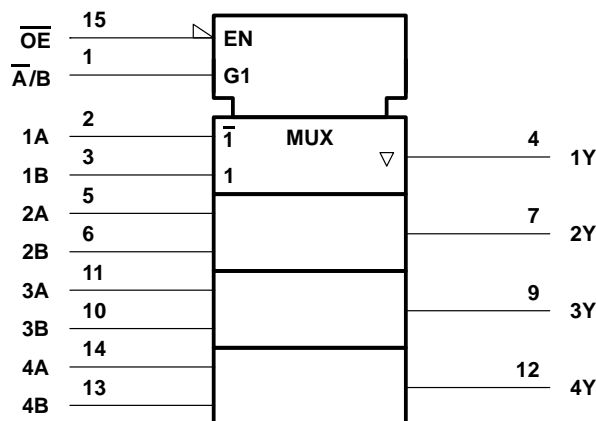 O̅E̅ 15 EN
A̅/B 1 G1
MUX
1A 2 1̅
4 1Y
1B 3 1
2A 5
7 2Y
2B 6
3A 11
9 3Y
3B 10
4A 14
12 4Y
4B 13